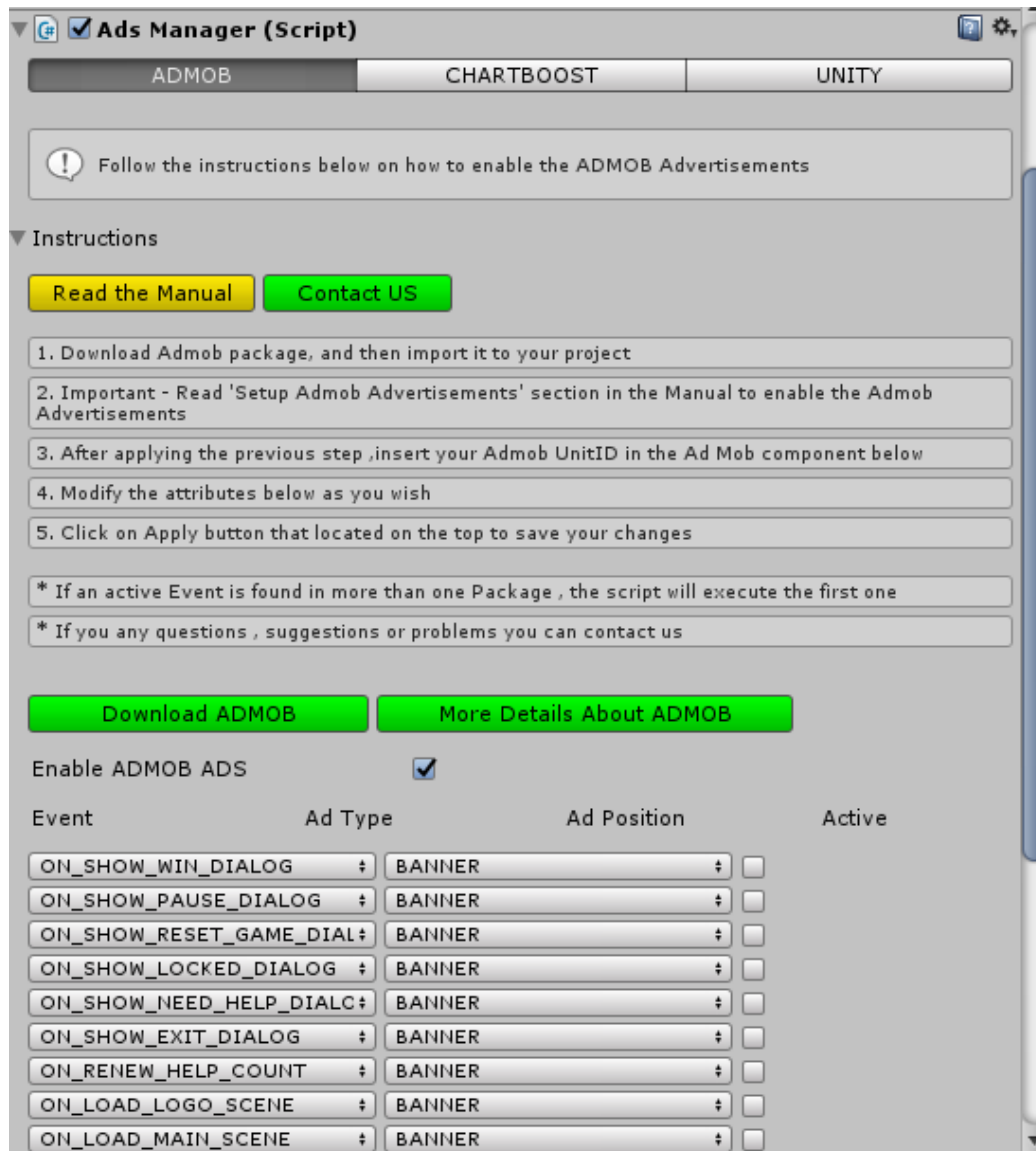 Ads Manager (Script)
ADMOB CHARTBOOST UNITY
Follow the instructions below on how to enable the ADMOB Advertisements
Instructions
Read the Manual Contact US
1. Download Admob package, and then import it to your project
2. Important - Read 'Setup Admob Advertisements' section in the Manual to enable the Admob
Advertisements
3. After applying the previous step ,insert your Admob UnitID in the Ad Mob component below
4. Modify the attributes below as you wish
5. Click on Apply button that located on the top to save your changes
* If an active Event is found in more than one Package , the script will execute the first one
* If you any questions , suggestions or problems you can contact us
Download ADMOB More Details About ADMOB
Enable ADMOB ADS
Event Ad Type Ad Position Active
ON_SHOW_WIN_DIALOG BANNER
ON_SHOW_PAUSE_DIALOG BANNER
ON_SHOW_RESET_GAME_DIAL BANNER
ON_SHOW_LOCKED_DIALOG BANNER
ON_SHOW_NEED_HELP_DIALO BANNER
ON_SHOW_EXIT_DIALOG BANNER
ON_RENEW_HELP_COUNT BANNER
ON_LOAD_LOGO_SCENE BANNER
ON_LOAD_MAIN_SCENE BANNER